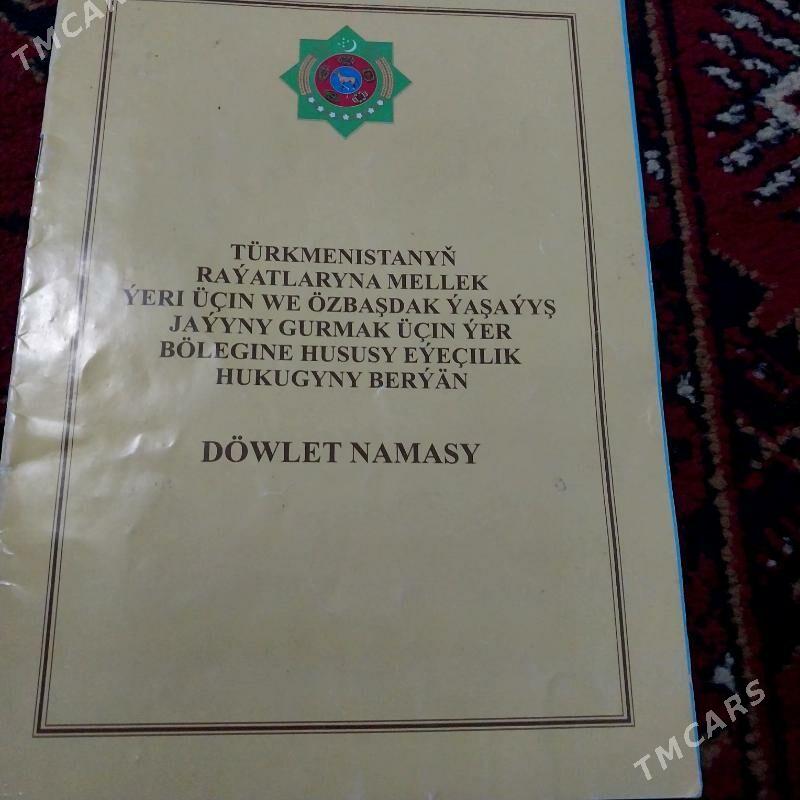 TMCARS
TÜRKMENISTANYŇ
RAÝATLARYNA MELLEK
ÝERI ÜÇIN WE ÖZBAŞDAK ÝAŞAÝYŞ
JAÝYNY GURMAK ÜÇIN ÝER
BÖLEGINE HUSUSY EÝEÇILIK
HUKUGYNY BERÝÄN
DÖWLET NAMASY
TMCARS